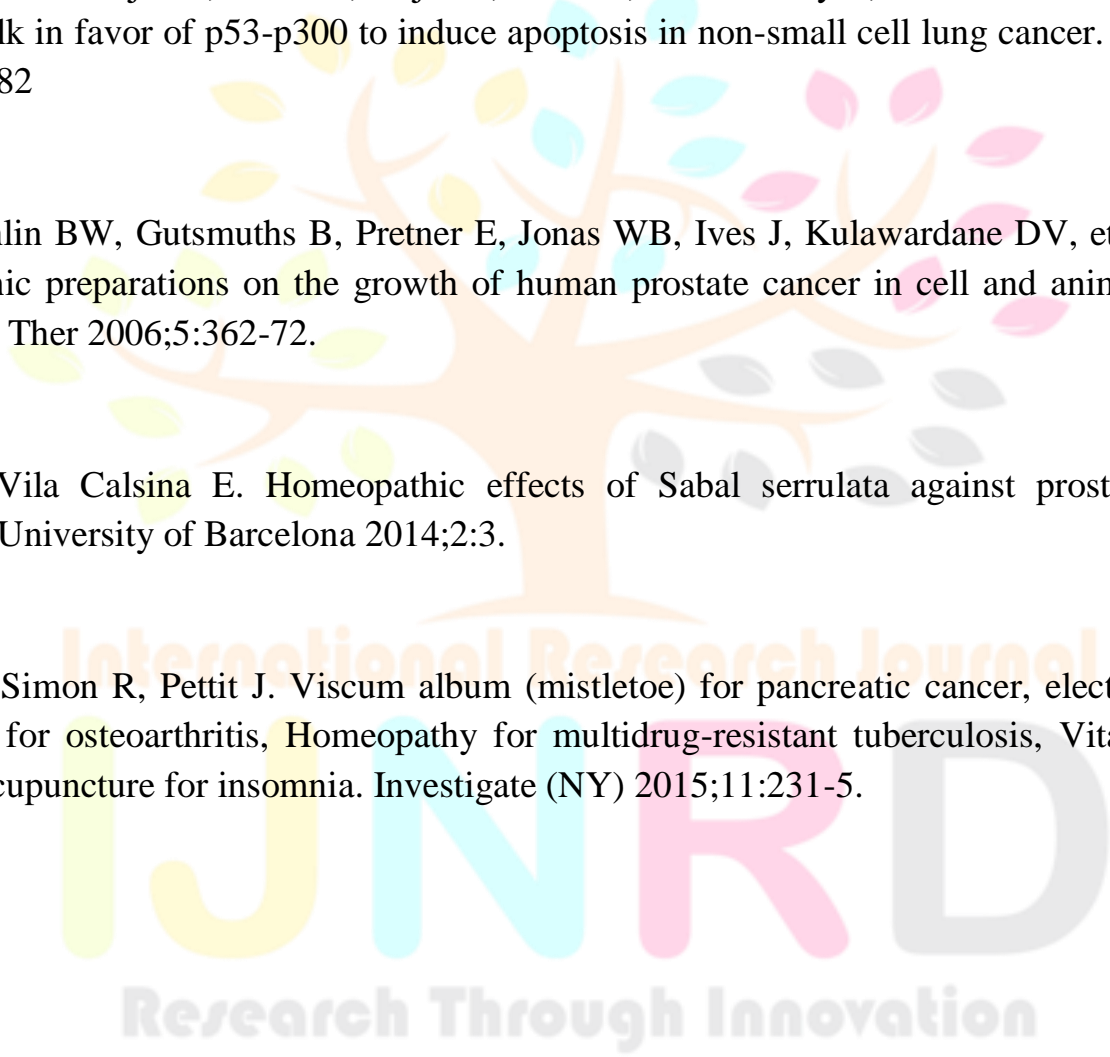 lk in favor of p53-p300 to induce apoptosis in non-small cell lung cancer.
82
lin BW, Gutsmuths B, Pretner E, Jonas WB, Ives J, Kulawardane DV, et
nic preparations on the growth of human prostate cancer in cell and anim
Ther 2006;5:362-72.
Vila Calsina E. Homeopathic effects of Sabal serrulata against prost
University of Barcelona 2014;2:3.
International Research Journal
Simon R, Pettit J. Viscum album (mistletoe) for pancreatic cancer, elect
for osteoarthritis, Homeopathy for multidrug-resistant tuberculosis, Vita
cupuncture for insomnia. Investigate (NY) 2015;11:231-5.
IJNRD
Research Through Innovation